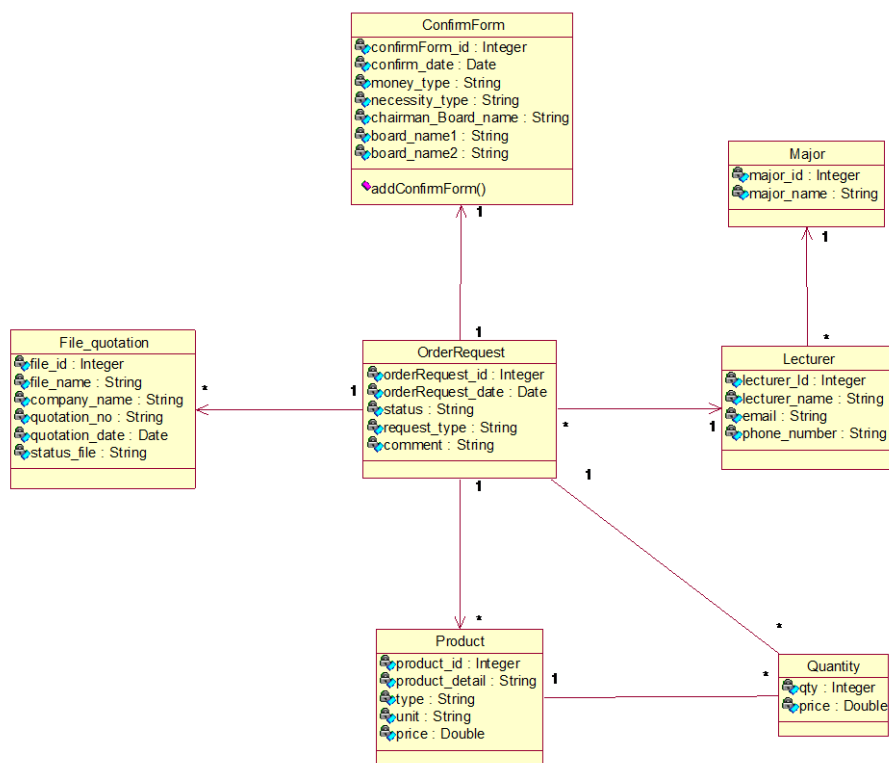 ConfirmForm
confirmForm_id : Integer
confirm_date : Date
money_type : String
necessity_type : String
chairman_Board_name : String
board_name1 : String
board_name2 : String
addConfirmForm()
1
1
Major
major_id : Integer
major_name : String
1
*
File_quotation
file_id : Integer
file_name : String
company_name : String
quotation_no : String
quotation_date : Date
status_file : String
*
1
OrderRequest
orderRequest_id : Integer
orderRequest_date : Date
status : String
request_type : String
comment : String
*
1
Lecturer
lecturer_Id : Integer
lecturer_name : String
email : String
phone_number : String
1
1
*
*
Product
product_id : Integer
product_detail : String
type : String
unit : String
price : Double
1
*
Quantity
qty : Integer
price : Double